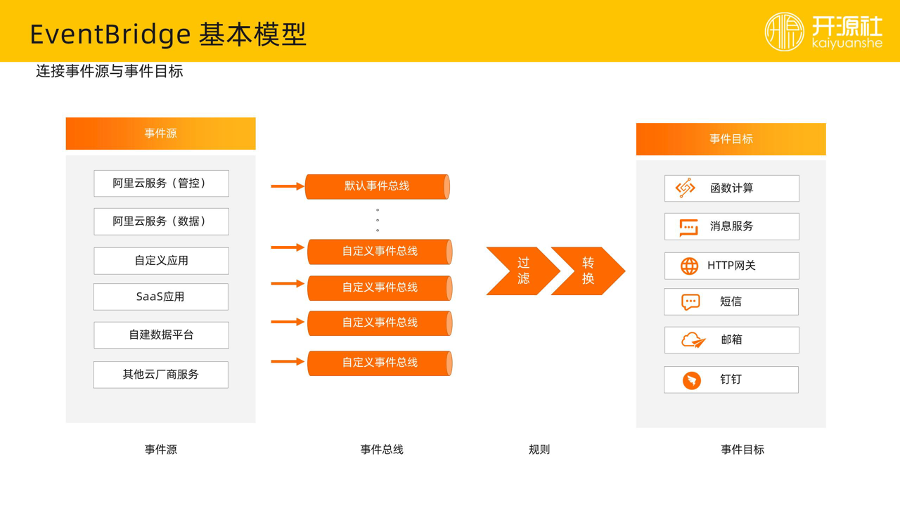 EventBridge 基本模型
开源社
kaiyuanshe
连接事件源与事件目标
事件源
阿里云服务（管控）
阿里云服务（数据）
自定义应用
SaaS应用
自建数据平台
其他云厂商服务
默认事件总线
自定义事件总线
自定义事件总线
自定义事件总线
自定义事件总线
过滤
转换
事件目标
函数计算
消息服务
HTTP网关
短信
邮箱
钉钉
事件源
事件总线
规则
事件目标